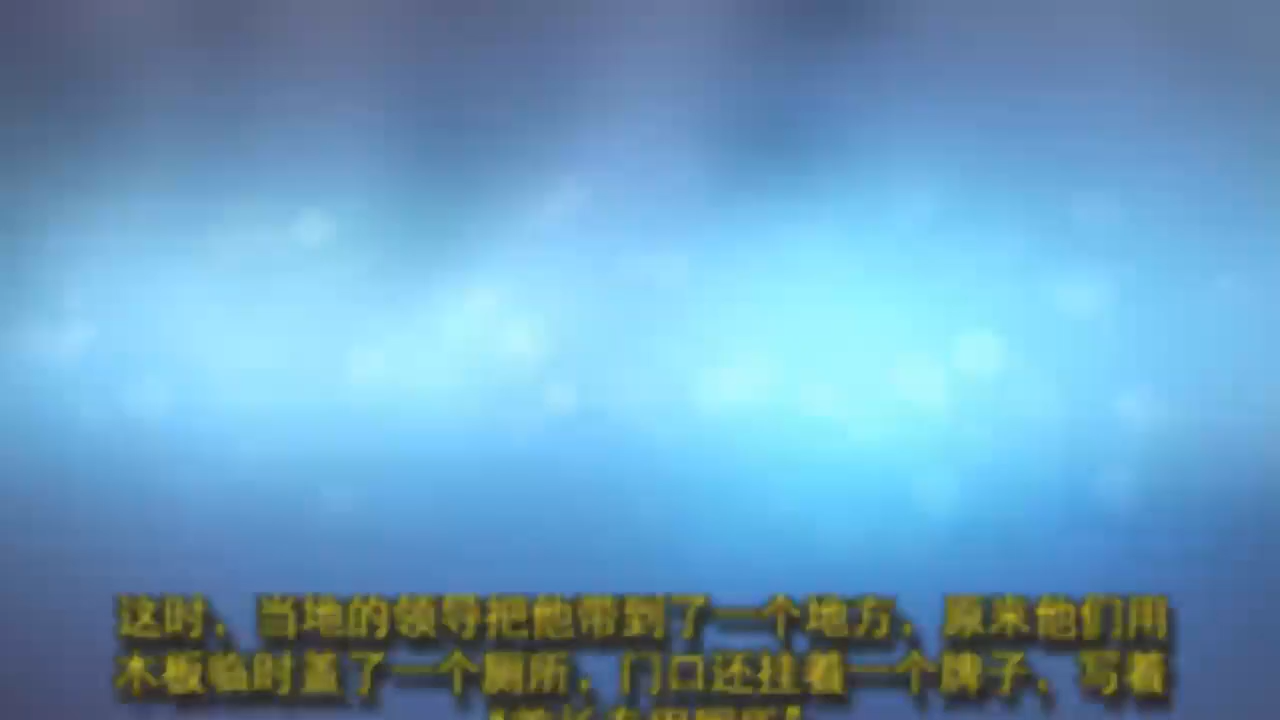 这时，当地的领导把他带到了一个地方，原来他们用
木板临时盖了一个厕所，门口还挂着一个牌子，写着